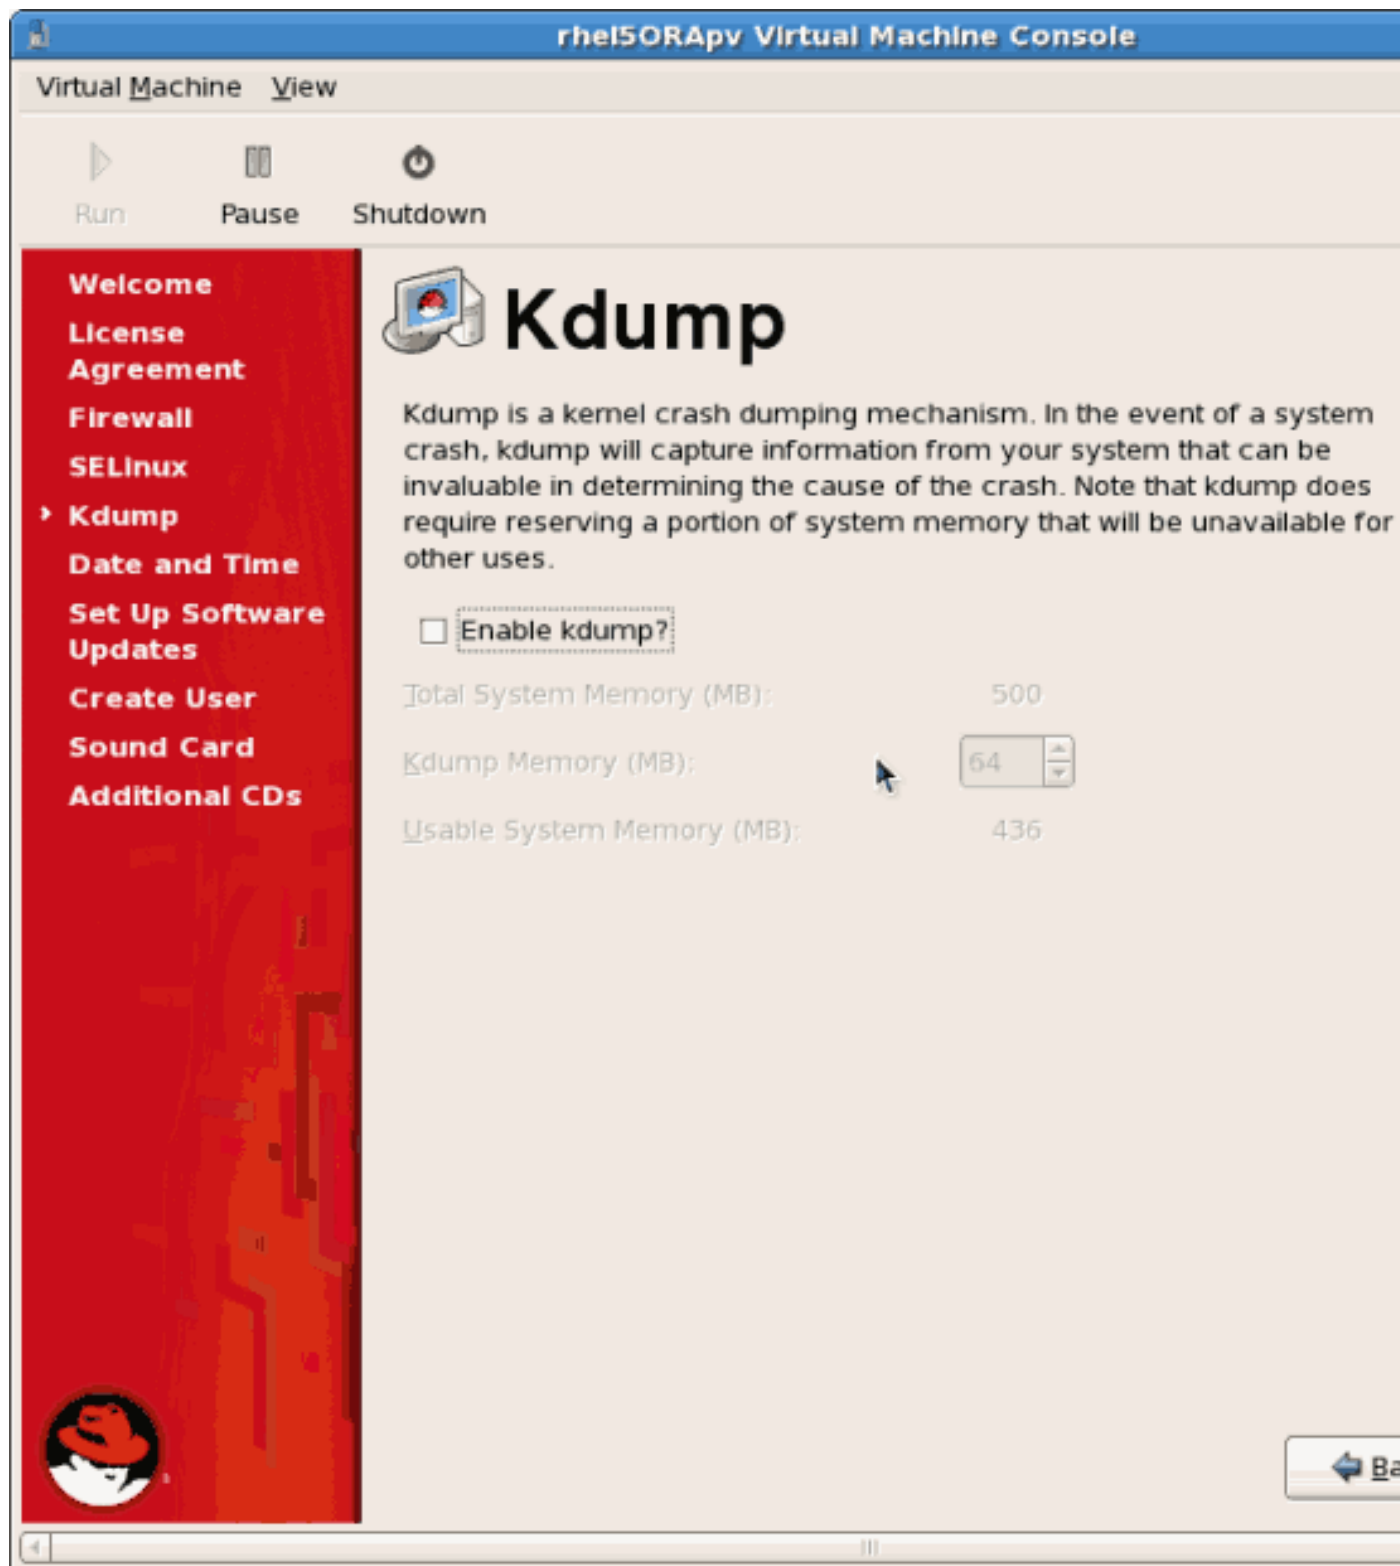 rhel5ORApv Virtual Machine Console
Virtual Machine View
Run Pause Shutdown
Welcome
License
Agreement
Firewall
SELinux
Kdump
Date and Time
Set Up Software
Updates
Create User
Sound Card
Additional CDs
Kdump
Kdump is a kernel crash dumping mechanism. In the event of a system
crash, kdump will capture information from your system that can be
invaluable in determining the cause of the crash. Note that kdump does
require reserving a portion of system memory that will be unavailable for
other uses.
Enable kdump?
Total System Memory (MB): 500
Kdump Memory (MB): 64
Usable System Memory (MB): 436